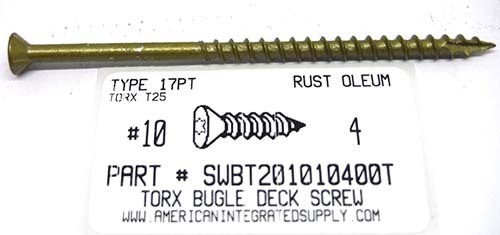 TYPE 17PT RUST OLEUM
TORX T25
#10 4
PART # SWBT201010400T
TORX BUGLE DECK SCREW
WWW.AMERICANINTEGRATEDSUPPLY.COM